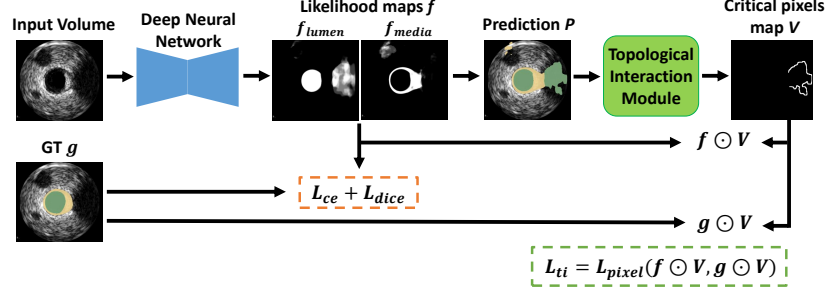 Input Volume
Deep Neural
Network
Likelihood maps f
f_lumen
f_media
Prediction P
Topological
Interaction
Module
Critical pixels
map V
GT g
L_ce + L_dice
f ⊙ V
g ⊙ V
L_ti = L_pixel(f ⊙ V, g ⊙ V)